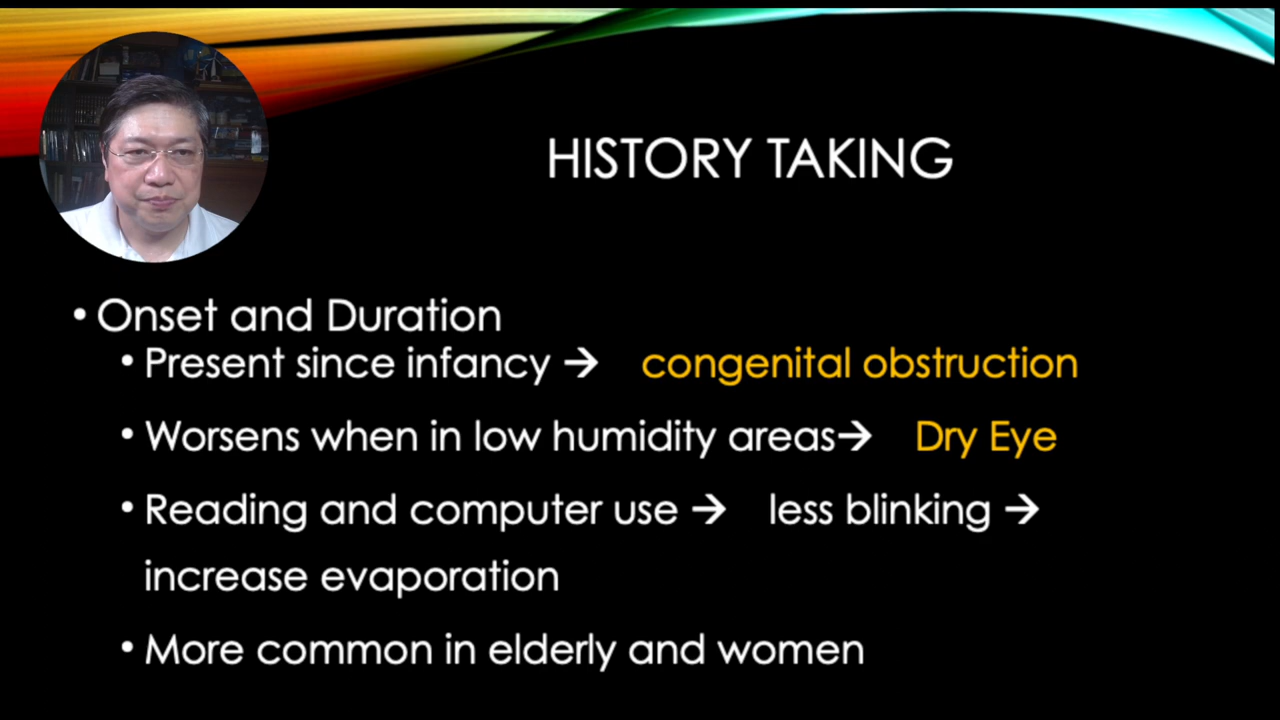 HISTORY TAKING
• Onset and Duration
• Present since infancy → congenital obstruction
• Worsens when in low humidity areas→ Dry Eye
• Reading and computer use → less blinking →
increase evaporation
• More common in elderly and women